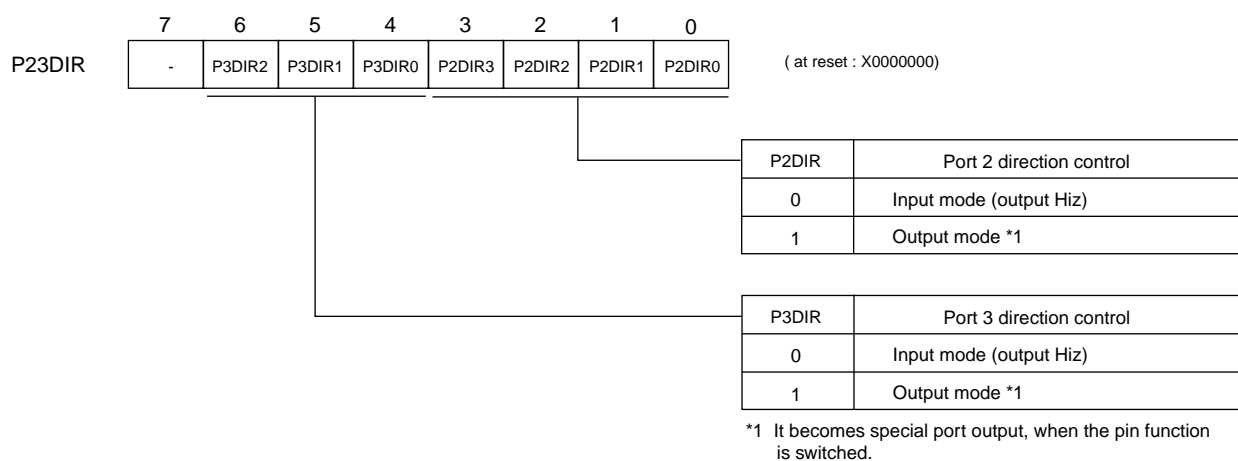 7 6 5 4 3 2 1 0
P23DIR - P3DIR2 P3DIR1 P3DIR0 P2DIR3 P2DIR2 P2DIR1 P2DIR0 ( at reset : X0000000)
P2DIR Port 2 direction control
0 Input mode (output Hiz)
1 Output mode *1
P3DIR Port 3 direction control
0 Input mode (output Hiz)
1 Output mode *1
*1 It becomes special port output, when the pin function
is switched.